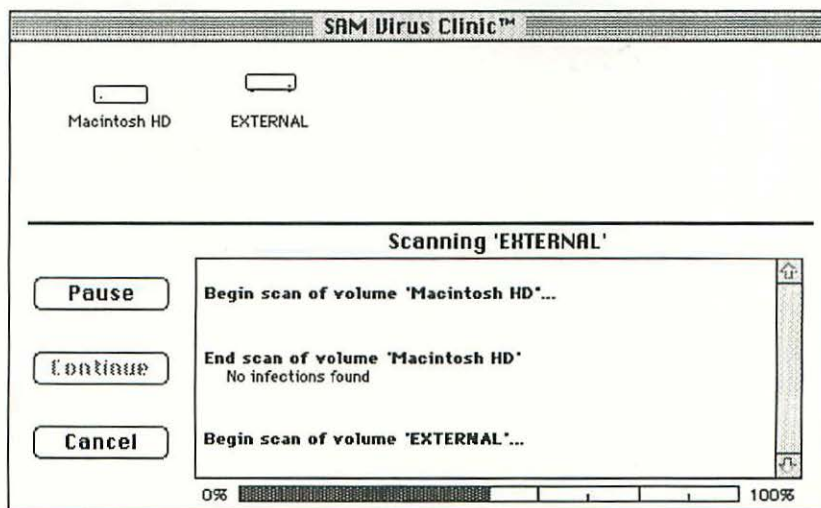 SAM Virus Clinic™
Macintosh HD EXTERNAL
Scanning 'EXTERNAL'
Pause
Begin scan of volume 'Macintosh HD'...
Continue
End scan of volume 'Macintosh HD'
No infections found
Cancel
Begin scan of volume 'EXTERNAL'...
0% 100%